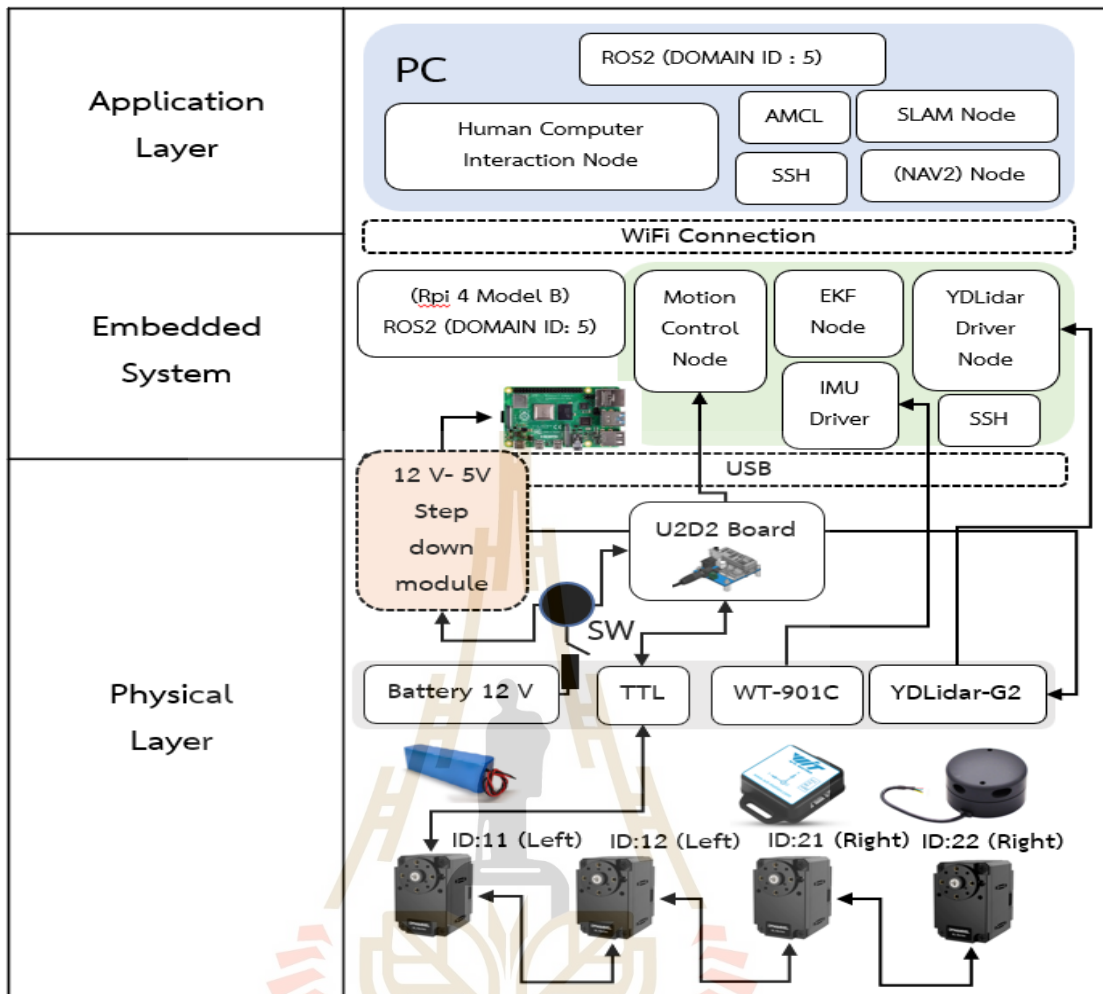 Application
Layer
PC
ROS2 (DOMAIN ID : 5)
Human Computer
Interaction Node
AMCL
SLAM Node
SSH
(NAV2) Node
WiFi Connection
Embedded
System
(Rpi 4 Model B)
ROS2 (DOMAIN ID: 5)
Motion
Control
Node
EKF
Node
YDLidar
Driver
Node
IMU
Driver
SSH
USB
Physical
Layer
12 V- 5V
Step
down
module
U2D2 Board
SW
Battery 12 V
TTL
WT-901C
YDLidar-G2
ID:11 (Left)
ID:12 (Left)
ID:21 (Right)
ID:22 (Right)